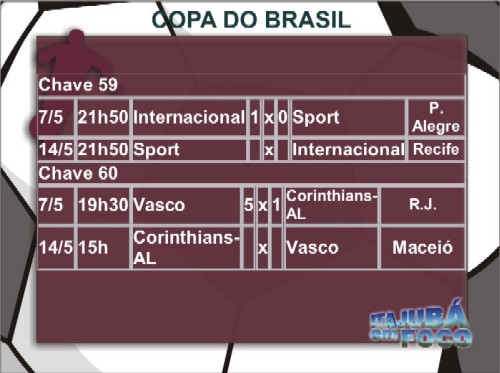 COPA DO BRASIL
Chave 59
7/5 21h50 Internacional 1 x 0 Sport P. Alegre
14/5 21h50 Sport x Internacional Recife
Chave 60
7/5 19h30 Vasco 5 x 1 Corinthians-AL R.J.
14/5 15h Corinthians-AL x Vasco Maceió
ITAJUBÁ
EM FOCO